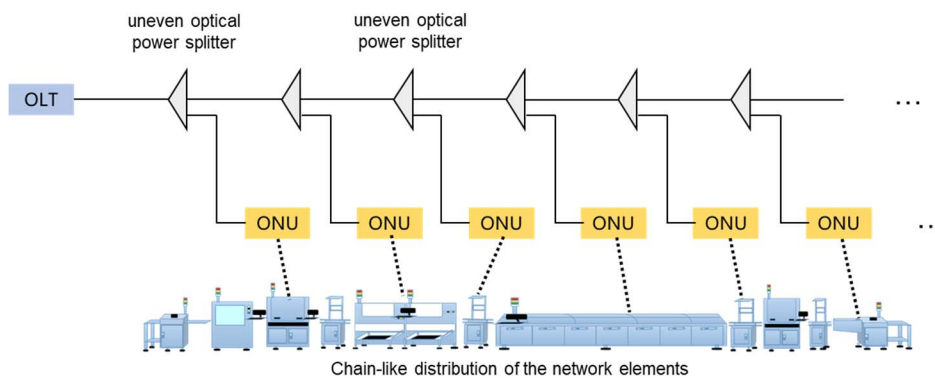 uneven optical
power splitter
uneven optical
power splitter
OLT
...
ONU
ONU
ONU
ONU
ONU
ONU
..
Chain-like distribution of the network elements